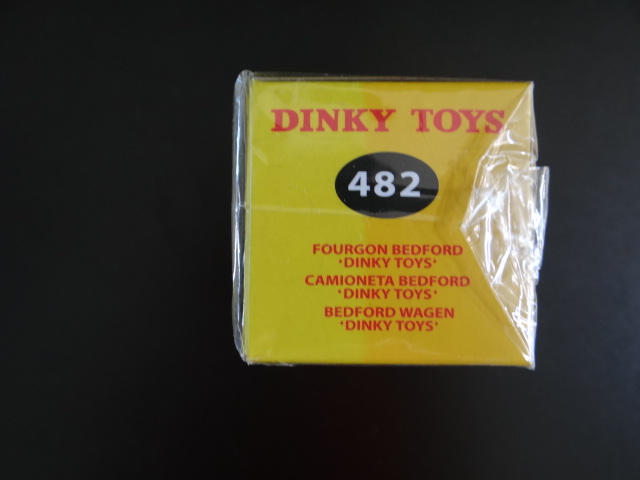 DINKY TOYS
482
FOURGON BEDFORD
'DINKY TOYS'
CAMIONETA BEDFORD
'DINKY TOYS'
BEDFORD WAGEN
'DINKY TOYS'